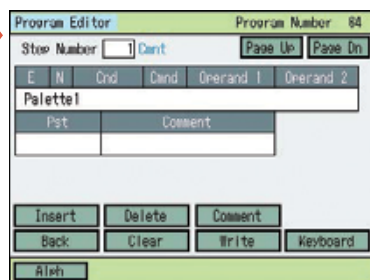 Program Editor Program Number 64
Step Number 1 Cmnt Page Up Page Dn
E N Cnd Cmnd Operand 1 Operand 2
Palette1
Pst Comment
Insert Delete Comment
Back Clear Write Keyboard
Alph